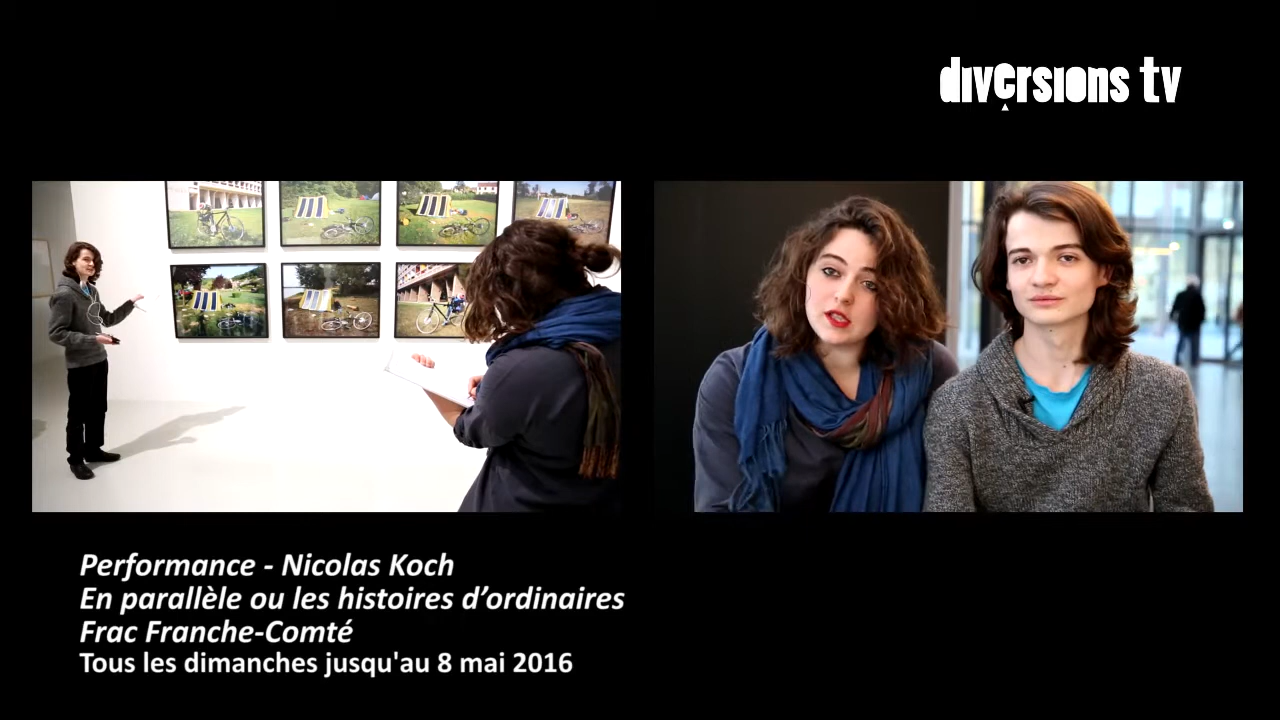 diversions tv
Performance - Nicolas Koch
En parallèle ou les histoires d’ordinaires
Frac Franche-Comté
Tous les dimanches jusqu'au 8 mai 2016